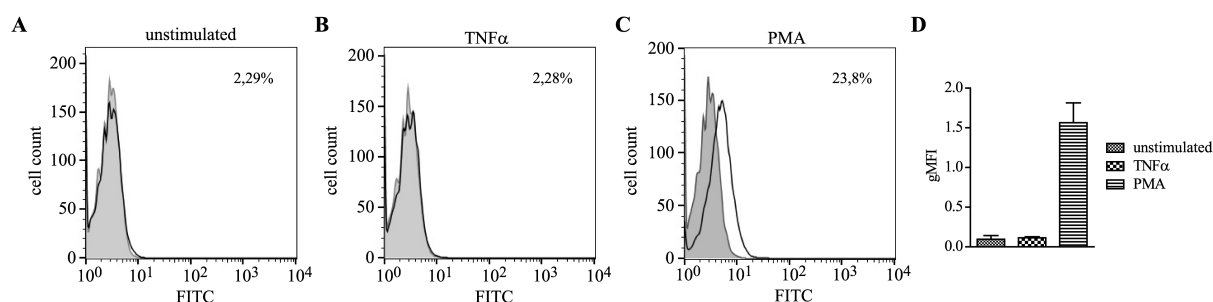 A
unstimulated
2,29%
cell count
200
150
100
50
0
10⁰ 10¹ 10² 10³ 10⁴
FITC
B
TNFα
2,28%
cell count
200
150
100
50
0
10⁰ 10¹ 10² 10³ 10⁴
FITC
C
PMA
23,8%
cell count
200
150
100
50
0
10⁰ 10¹ 10² 10³ 10⁴
FITC
D
gMFI
2.0
1.5
1.0
0.5
0.0
unstimulated
TNFα
PMA